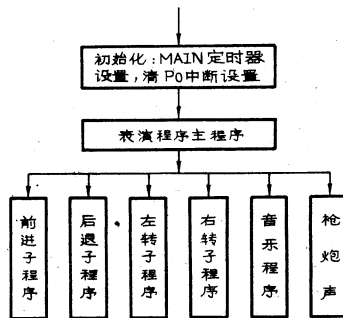 初始化:MAIN定时器
设置,清P0中断设置
表演程序主程序
前进子程序
后退子程序
左转子程序
右转子程序
音乐程序
枪炮声